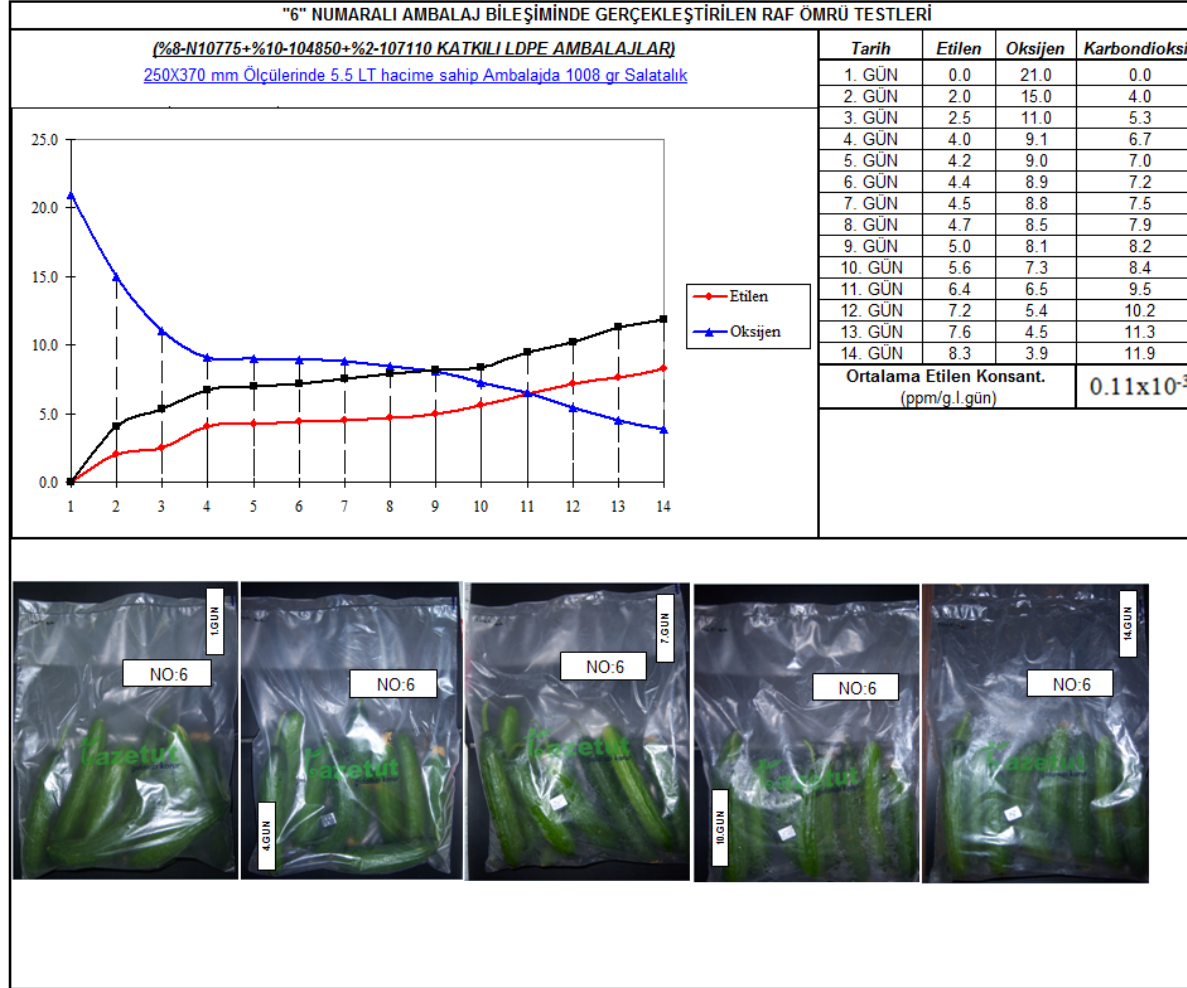 "6" NUMARALI AMBALAJ BİLEŞİMİNDE GERÇEKLEŞTİRİLEN RAF ÖMRÜ TESTLERİ
(%8-N10775+%10-104850+%2-107110 KATKILI LDPE AMBALAJLAR)
250X370 mm Ölçülerinde 5.5 LT hacime sahip Ambalajda 1008 gr Salatalık
25.0
20.0
15.0
10.0
5.0
0.0
1 2 3 4 5 6 7 8 9 10 11 12 13 14
Etilen
Oksijen
Tarih Etilen Oksijen Karbondioksi
1. GÜN 0.0 21.0 0.0
2. GÜN 2.0 15.0 4.0
3. GÜN 2.5 11.0 5.3
4. GÜN 4.0 9.1 6.7
5. GÜN 4.2 9.0 7.0
6. GÜN 4.4 8.9 7.2
7. GÜN 4.5 8.8 7.5
8. GÜN 4.7 8.5 7.9
9. GÜN 5.0 8.1 8.2
10. GÜN 5.6 7.3 8.4
11. GÜN 6.4 6.5 9.5
12. GÜN 7.2 5.4 10.2
13. GÜN 7.6 4.5 11.3
14. GÜN 8.3 3.9 11.9
Ortalama Etilen Konsant. 0.11x10⁻³
(ppm/g.l.gün)
1.GUN
NO:6
tazetut
4.GUN
NO:6
tazetut
7.GUN
NO:6
tazetut
10.GUN
NO:6
tazetut
14.GUN
NO:6
tazetut